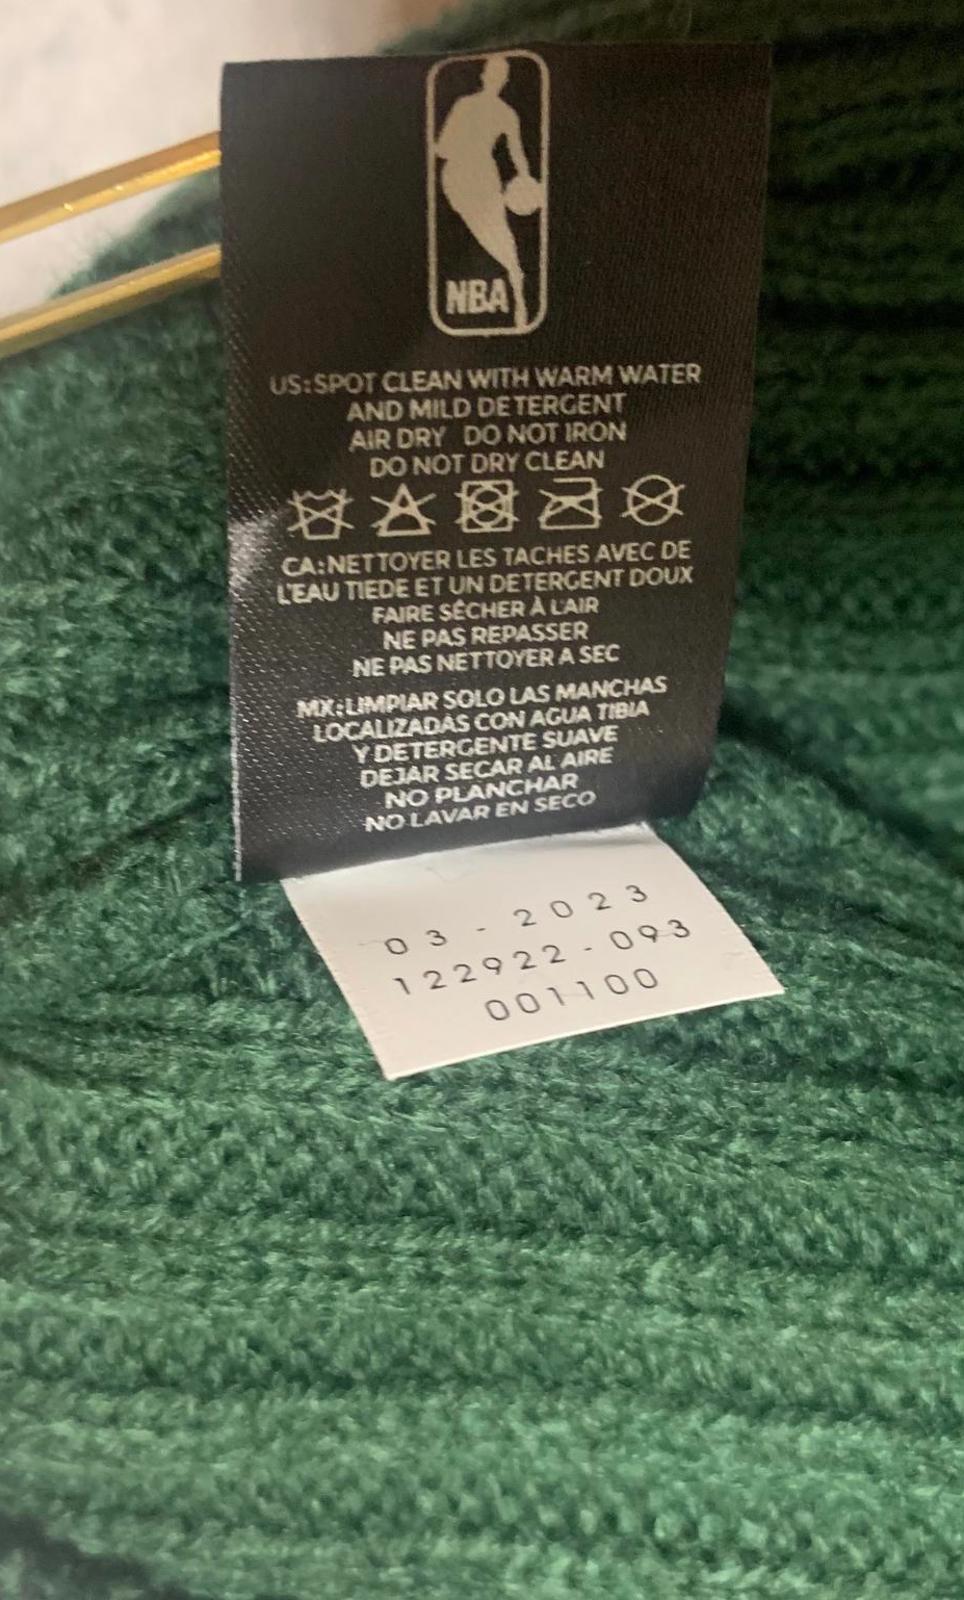 NBA
US:SPOT CLEAN WITH WARM WATER
AND MILD DETERGENT
AIR DRY DO NOT IRON
DO NOT DRY CLEAN
CA:NETTOYER LES TACHES AVEC DE
L'EAU TIEDE ET UN DETERGENT DOUX
FAIRE SÉCHER À L'AIR
NE PAS REPASSER
NE PAS NETTOYER A SEC
MX:LIMPIAR SOLO LAS MANCHAS
LOCALIZADAS CON AGUA TIBIA
Y DETERGENTE SUAVE
DEJAR SECAR AL AIRE
NO PLANCHAR
NO LAVAR EN SECO
03-2023
122922-093
001100